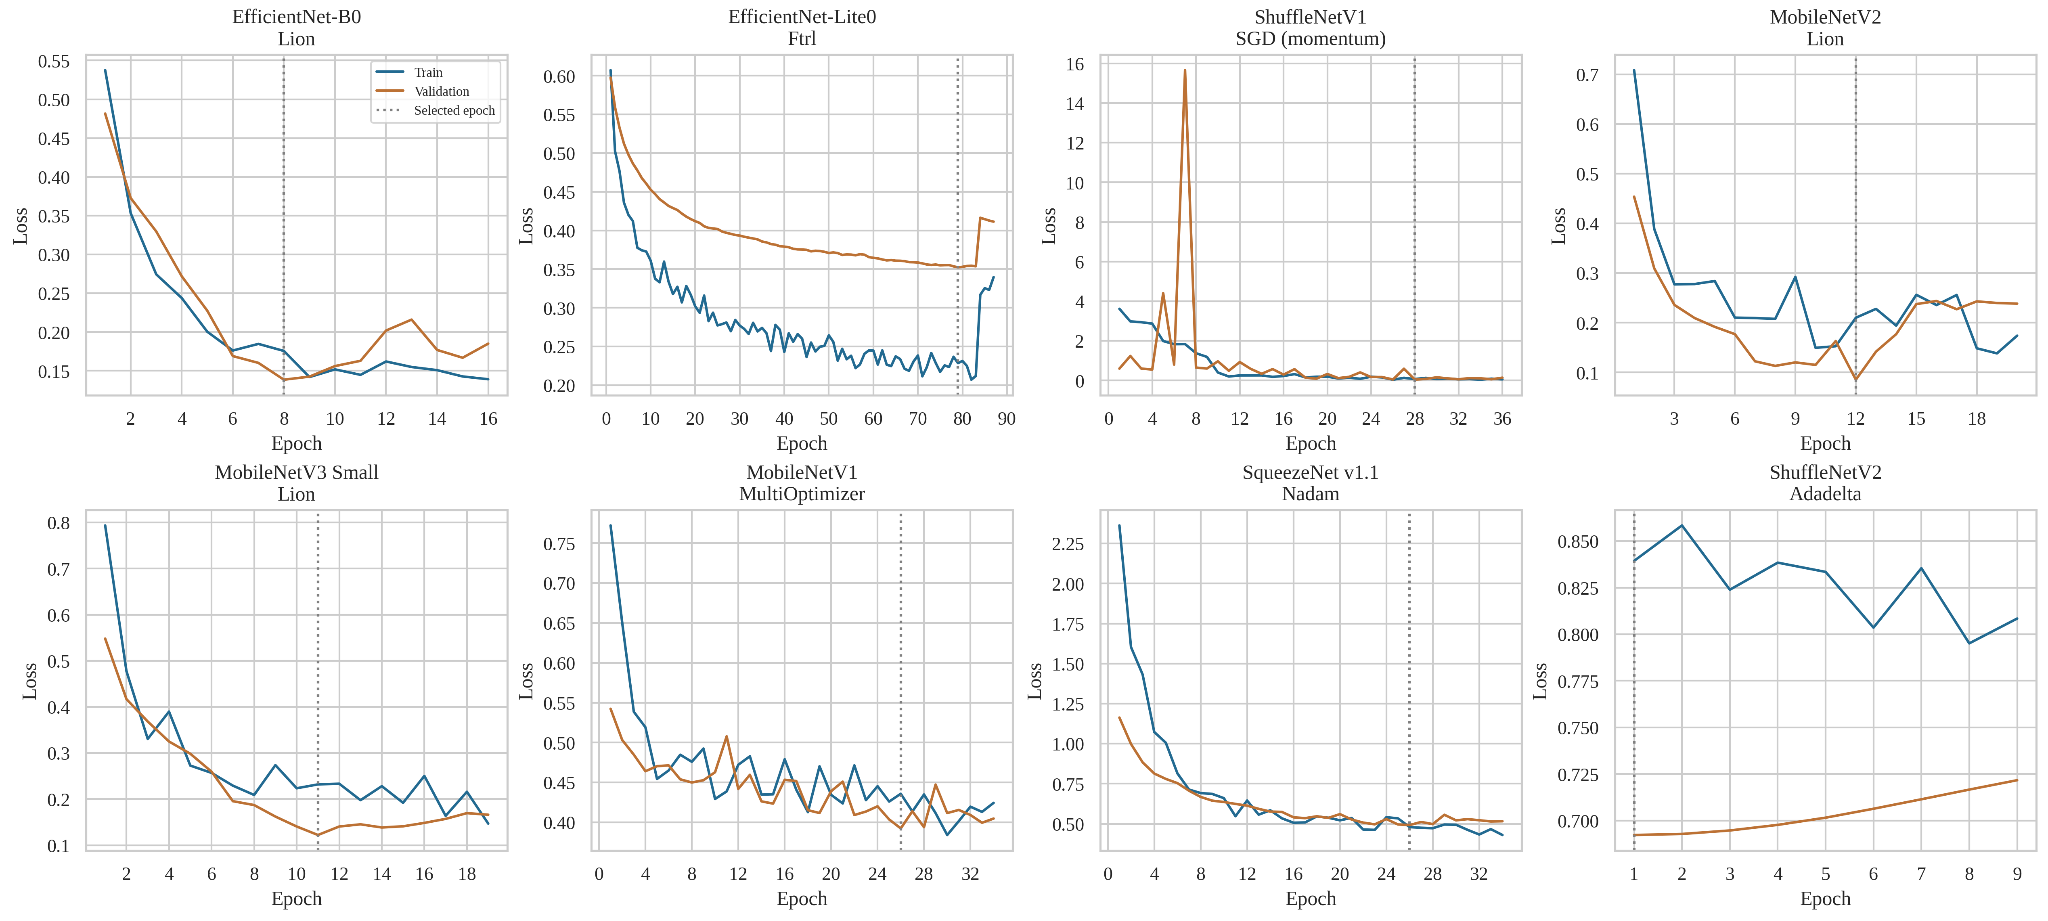 EfficientNet-B0
Lion
0.55
0.50
0.45
0.40
0.35
0.30
0.25
0.20
0.15
Loss
2 4 6 8 10 12 14 16
Epoch
Train
Validation
Selected epoch
EfficientNet-Lite0
Ftrl
0.60
0.55
0.50
0.45
0.40
0.35
0.30
0.25
0.20
Loss
0 10 20 30 40 50 60 70 80 90
Epoch
ShuffleNetV1
SGD (momentum)
16
14
12
10
8
6
4
2
0
Loss
0 4 8 12 16 20 24 28 32 36
Epoch
MobileNetV2
Lion
0.7
0.6
0.5
0.4
0.3
0.2
0.1
Loss
3 6 9 12 15 18
Epoch
MobileNetV3 Small
Lion
0.8
0.7
0.6
0.5
0.4
0.3
0.2
0.1
Loss
2 4 6 8 10 12 14 16 18
Epoch
MobileNetV1
MultiOptimizer
0.75
0.70
0.65
0.60
0.55
0.50
0.45
0.40
Loss
0 4 8 12 16 20 24 28 32
Epoch
SqueezeNet v1.1
Nadam
2.25
2.00
1.75
1.50
1.25
1.00
0.75
0.50
Loss
0 4 8 12 16 20 24 28 32
Epoch
ShuffleNetV2
Adadelta
0.850
0.825
0.800
0.775
0.750
0.725
0.700
Loss
1 2 3 4 5 6 7 8 9
Epoch